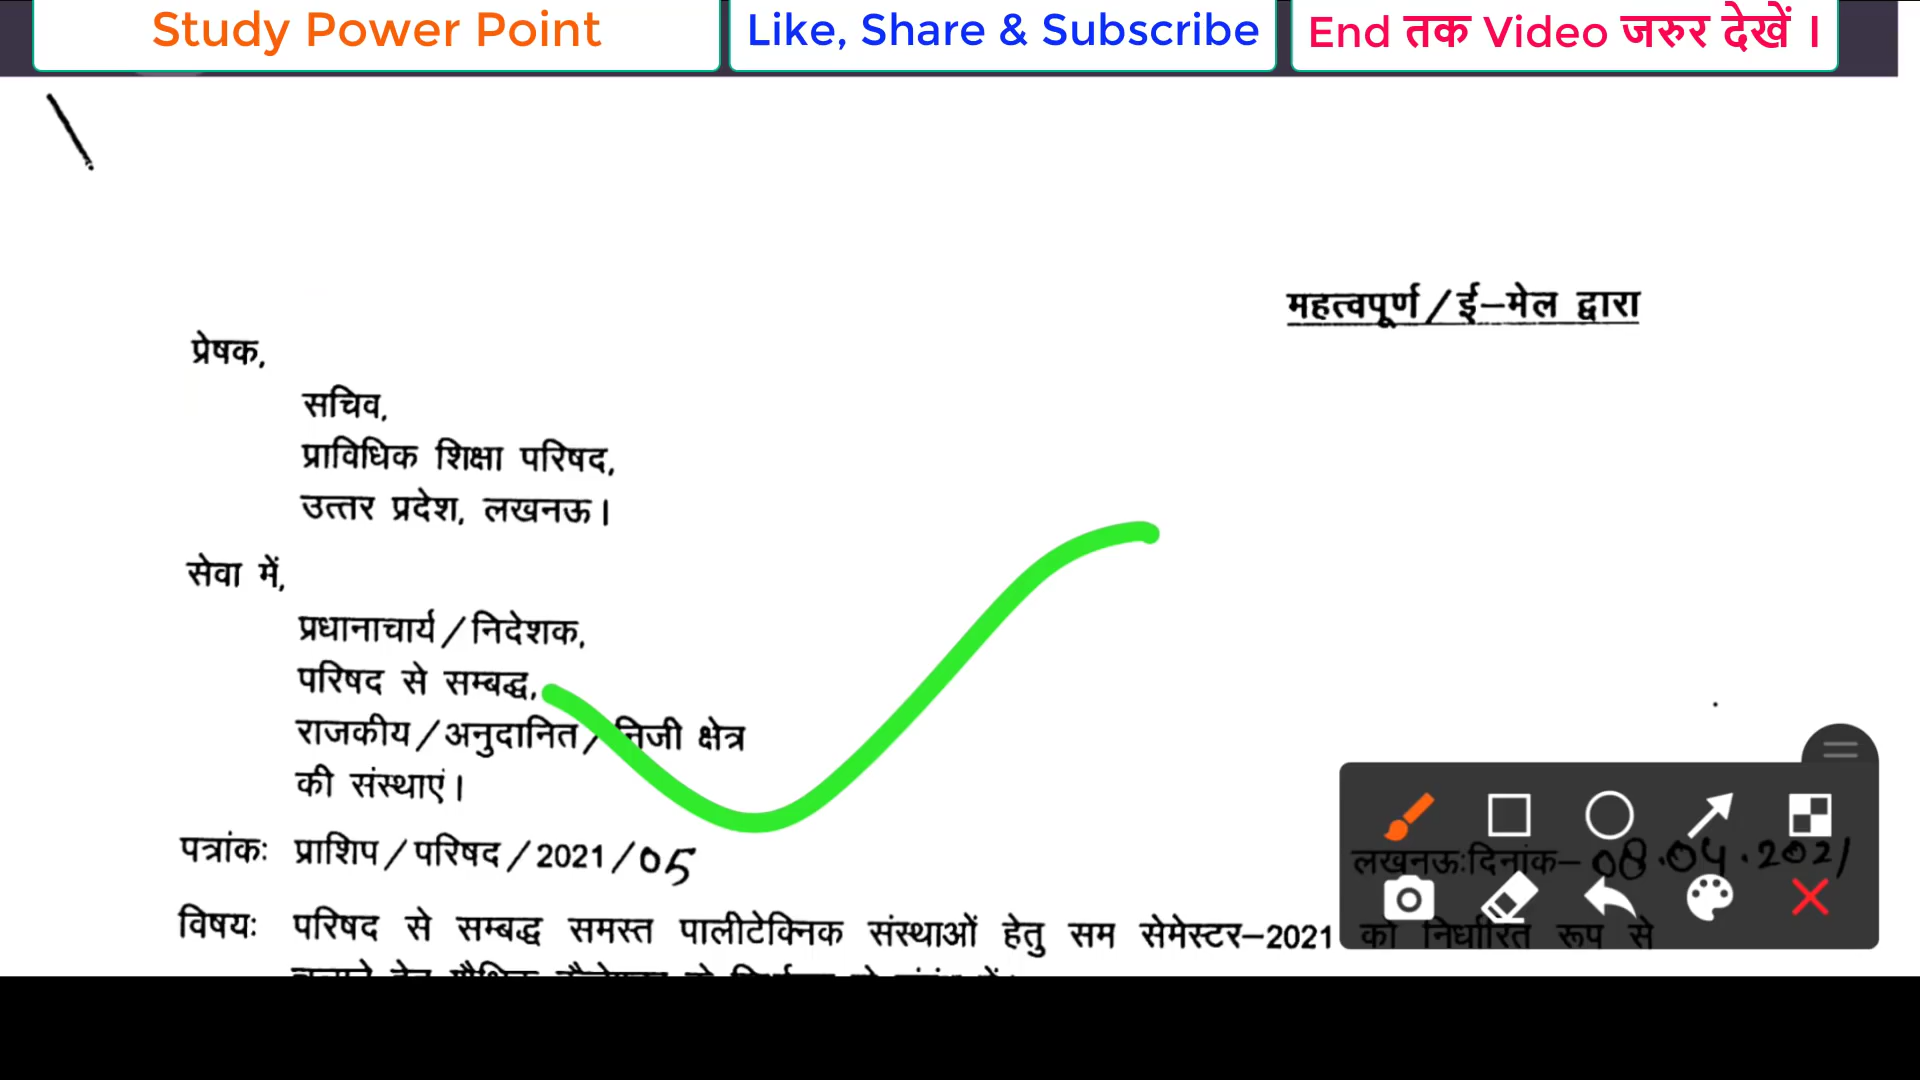 Study Power Point
Like, Share & Subscribe
End तक Video जरुर देखें ।
महत्वपूर्ण/ई–मेल द्वारा
प्रेषक,
सचिव,
प्राविधिक शिक्षा परिषद,
उत्तर प्रदेश, लखनऊ।
सेवा में,
प्रधानाचार्य/निदेशक,
परिषद से सम्बद्ध,
राजकीय/अनुदानित/निजी क्षेत्र
की संस्थाएं।
पत्रांकः प्राशिप/परिषद/2021/05
लखनऊःदिनांक– 08.04.2021
विषयः परिषद से सम्बद्ध समस्त पालीटेक्निक संस्थाओं हेतु सम सेमेस्टर–2021 को निर्धारित रूप से